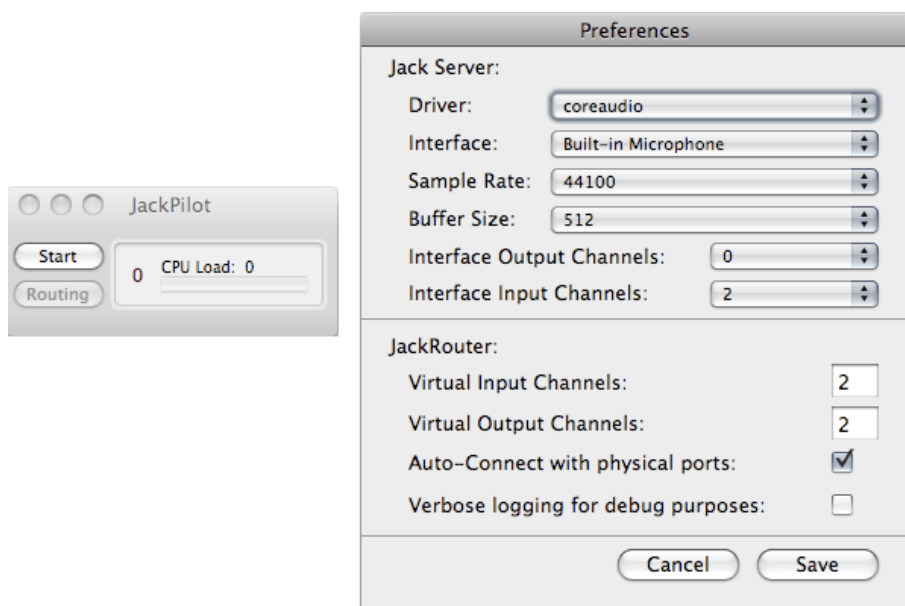 JackPilot
Start
0 CPU Load: 0
Routing
Preferences
Jack Server:
Driver: coreaudio
Interface: Built-in Microphone
Sample Rate: 44100
Buffer Size: 512
Interface Output Channels: 0
Interface Input Channels: 2
JackRouter:
Virtual Input Channels: 2
Virtual Output Channels: 2
Auto-Connect with physical ports:
Verbose logging for debug purposes:
Cancel Save